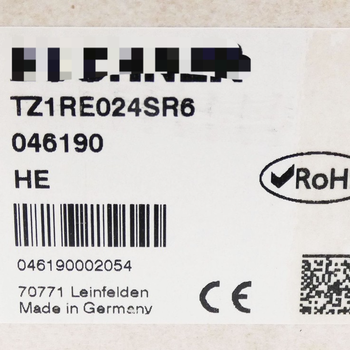 TZ1RE024SR6
046190
HE
RoH
046190002054
70771 Leinfelden
Made in Germany
CE